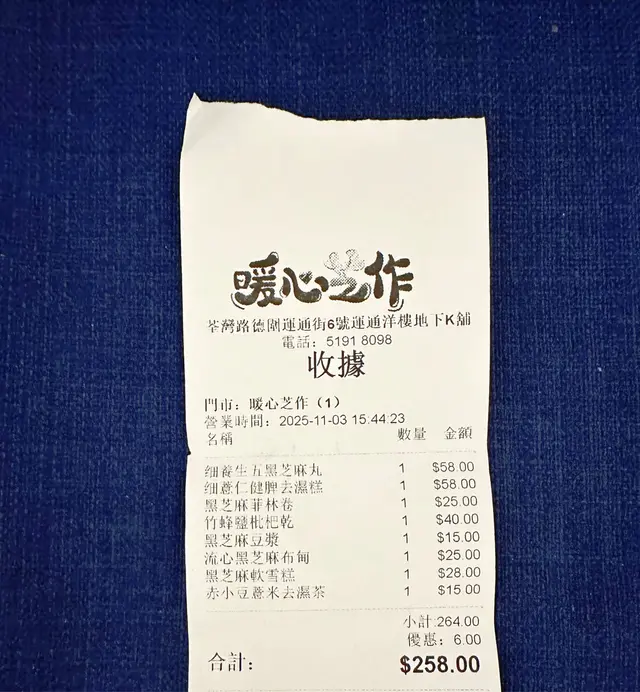 暖心芝作
荃灣路德圍運通街6號運通洋樓地下K舖
電話：5191 8098
收據
門市：暖心芝作（1）
營業時間：2025-11-03 15:44:23
名稱 數量 金額
细養生五黑芝麻丸 1 $58.00
细薏仁健脾去濕糕 1 $58.00
黑芝麻菲林卷 1 $25.00
竹蜂鹽枇杷乾 1 $40.00
黑芝麻豆漿 1 $15.00
流心黑芝麻布甸 1 $25.00
黑芝麻軟雪糕 1 $28.00
赤小豆薏米去濕茶 1 $15.00
小計:264.00
優惠：6.00
合計: $258.00